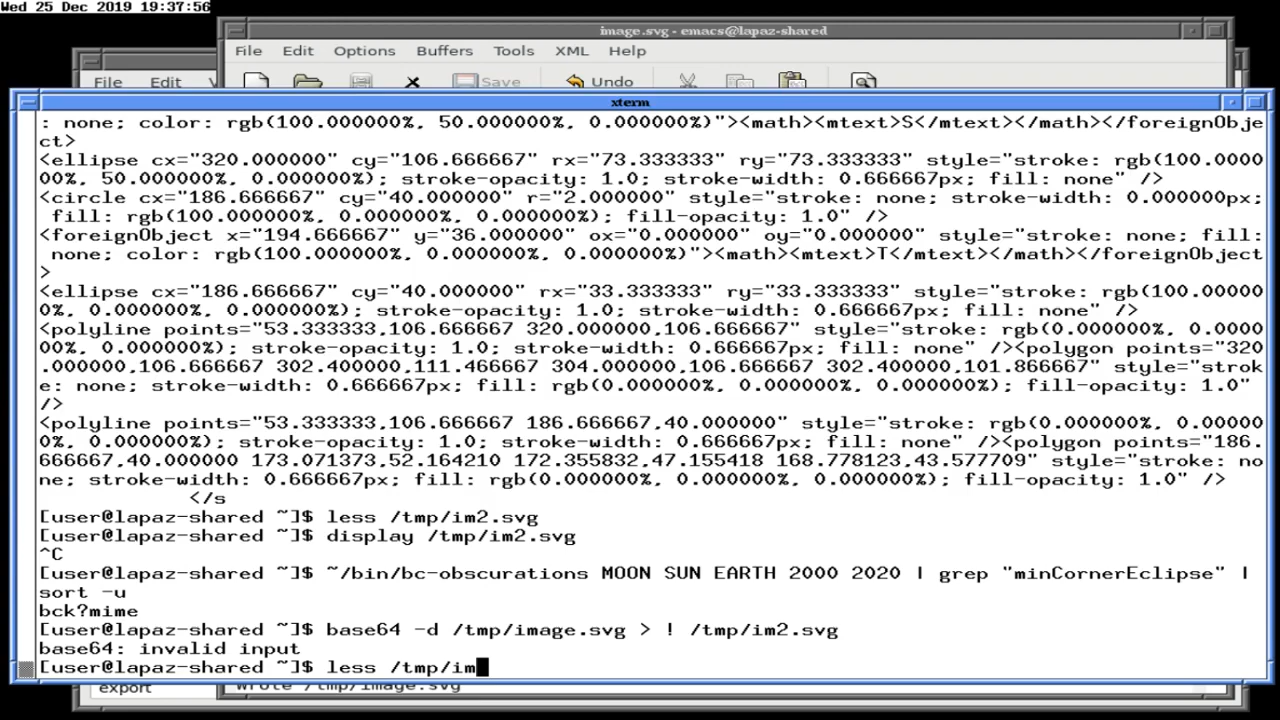 Wed 25 Dec 2019 19:37:56
image.svg - emacs@lapaz-shared
File Edit Options Buffers Tools XML Help
File Edit
Save Undo
xterm
: none; color: rgb(100.000000%, 50.000000%, 0.000000%)"><math><mtext>S</mtext></math></foreignObje
ct>
<ellipse cx="320.000000" cy="106.666667" rx="73.333333" ry="73.333333" style="stroke: rgb(100.0000
00%, 50.000000%, 0.000000%); stroke-opacity: 1.0; stroke-width: 0.666667px; fill: none" />
<circle cx="186.666667" cy="40.000000" r="2.000000" style="stroke: none; stroke-width: 0.000000px;
 fill: rgb(100.000000%, 0.000000%, 0.000000%); fill-opacity: 1.0" />
<foreignObject x="194.666667" y="36.000000" ox="0.000000" oy="0.000000" style="stroke: none; fill:
 none; color: rgb(100.000000%, 0.000000%, 0.000000%)"><math><mtext>T</mtext></math></foreignObject
>
<ellipse cx="186.666667" cy="40.000000" rx="33.333333" ry="33.333333" style="stroke: rgb(100.0000
00%, 0.000000%, 0.000000%); stroke-opacity: 1.0; stroke-width: 0.666667px; fill: none" />
<polyline points="53.333333,106.666667 320.000000,106.666667" style="stroke: rgb(0.000000%, 0.0000
00%, 0.000000%); stroke-opacity: 1.0; stroke-width: 0.666667px; fill: none" /><polygon points="320
.000000,106.666667 302.400000,111.466667 304.000000,106.666667 302.400000,101.866667" style="strok
e: none; stroke-width: 0.666667px; fill: rgb(0.000000%, 0.000000%, 0.000000%); fill-opacity: 1.0"
/>
<polyline points="53.333333,106.666667 186.666667,40.000000" style="stroke: rgb(0.000000%, 0.00000
0%, 0.000000%); stroke-opacity: 1.0; stroke-width: 0.666667px; fill: none" /><polygon points="186.
666667,40.000000 173.071373,52.164210 172.355832,47.155418 168.778123,43.577709" style="stroke: no
ne; stroke-width: 0.666667px; fill: rgb(0.000000%, 0.000000%, 0.000000%); fill-opacity: 1.0" />
</s
[user@lapaz-shared ~]$ less /tmp/im2.svg
[user@lapaz-shared ~]$ display /tmp/im2.svg
^C
[user@lapaz-shared ~]$ ~/bin/bc-obscurations MOON SUN EARTH 2000 2020 | grep "minCornerEclipse" |
sort -u
bck?mime
[user@lapaz-shared ~]$ base64 -d /tmp/image.svg > ! /tmp/im2.svg
base64: invalid input
[user@lapaz-shared ~]$ less /tmp/im
export
Wrote /tmp/image.svg